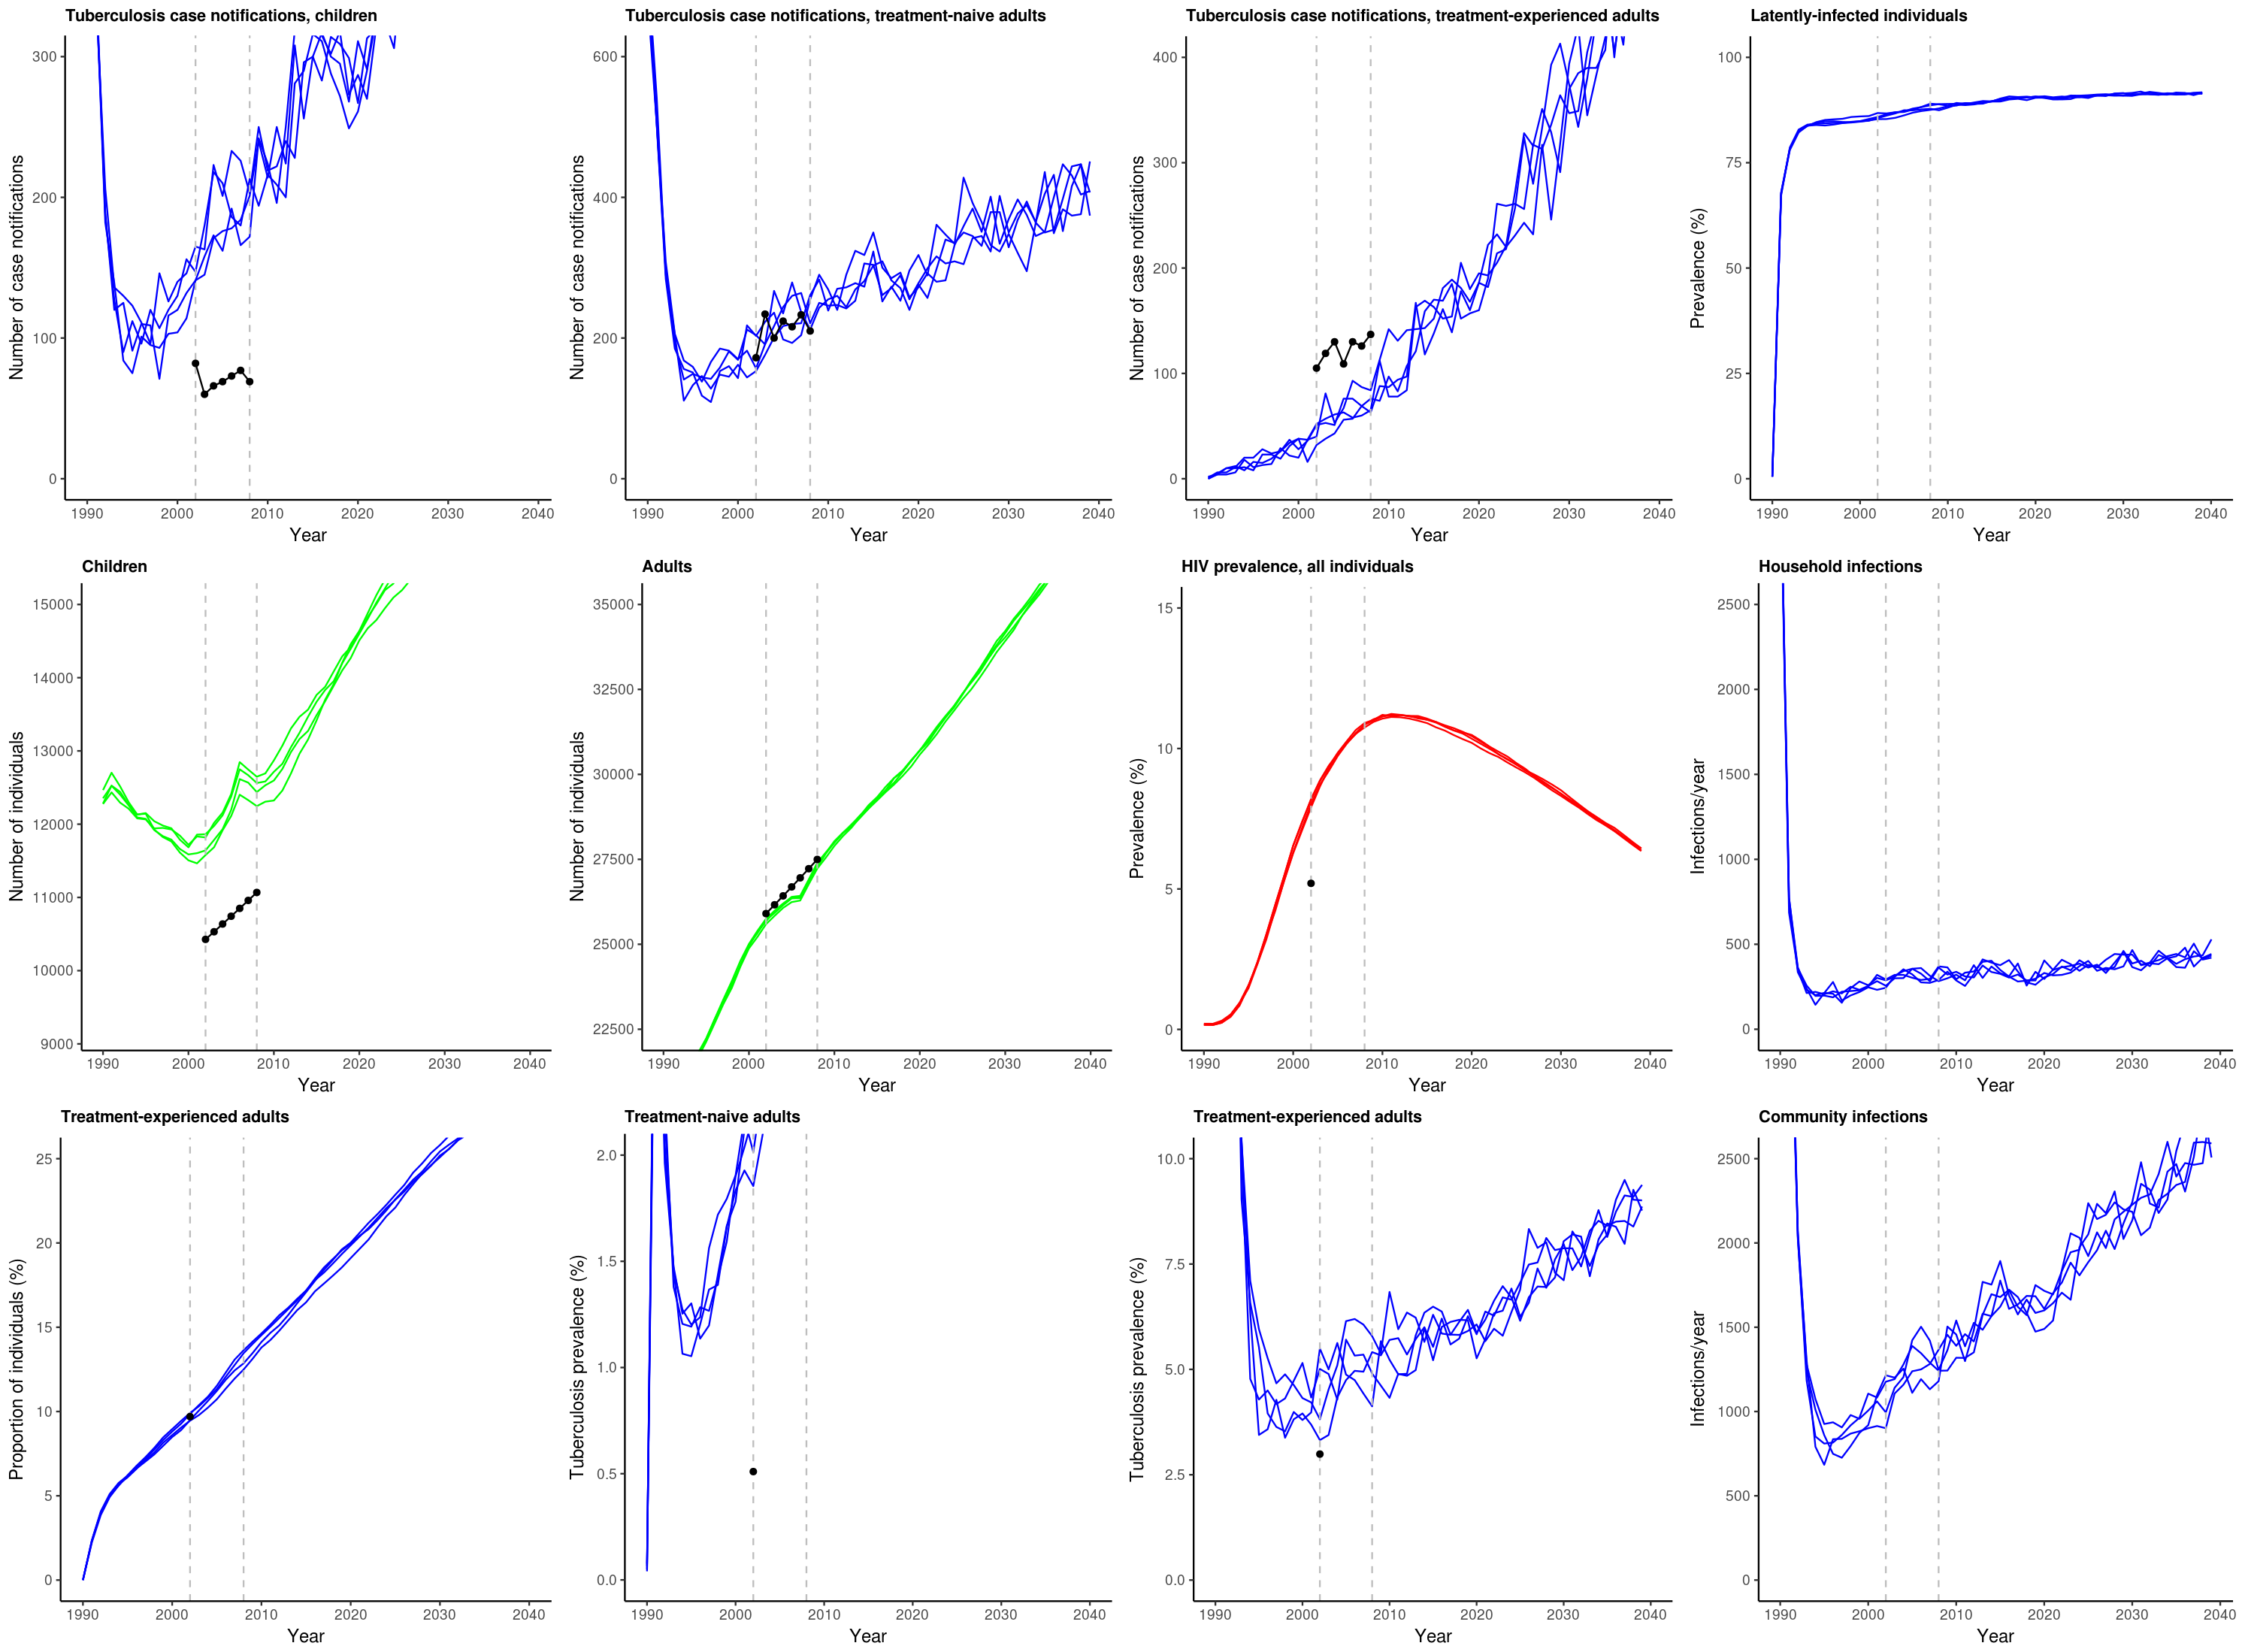 Tuberculosis case notifications, children
Number of case notifications
300
200
100
0
1990 2000 2010 2020 2030 2040
Year
Tuberculosis case notifications, treatment-naive adults
Number of case notifications
600
400
200
0
1990 2000 2010 2020 2030 2040
Year
Tuberculosis case notifications, treatment-experienced adults
Number of case notifications
400
300
200
100
0
1990 2000 2010 2020 2030 2040
Year
Latently-infected individuals
Prevalence (%)
100
75
50
25
0
1990 2000 2010 2020 2030 2040
Year
Children
Number of individuals
15000
14000
13000
12000
11000
10000
9000
1990 2000 2010 2020 2030 2040
Year
Adults
Number of individuals
35000
32500
30000
27500
25000
22500
1990 2000 2010 2020 2030 2040
Year
HIV prevalence, all individuals
Prevalence (%)
15
10
5
0
1990 2000 2010 2020 2030 2040
Year
Household infections
Infections/year
2500
2000
1500
1000
500
0
1990 2000 2010 2020 2030 2040
Year
Treatment-experienced adults
Proportion of individuals (%)
25
20
15
10
5
0
1990 2000 2010 2020 2030 2040
Year
Treatment-naive adults
Tuberculosis prevalence (%)
2.0
1.5
1.0
0.5
0.0
1990 2000 2010 2020 2030 2040
Year
Treatment-experienced adults
Tuberculosis prevalence (%)
10.0
7.5
5.0
2.5
0.0
1990 2000 2010 2020 2030 2040
Year
Community infections
Infections/year
2500
2000
1500
1000
500
0
1990 2000 2010 2020 2030 2040
Year